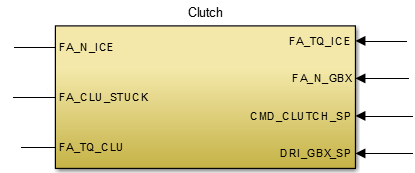 Clutch
FA_N_ICE
FA_TQ_ICE
FA_N_GBX
FA_CLU_STUCK
CMD_CLUTCH_SP
FA_TQ_CLU
DRI_GBX_SP